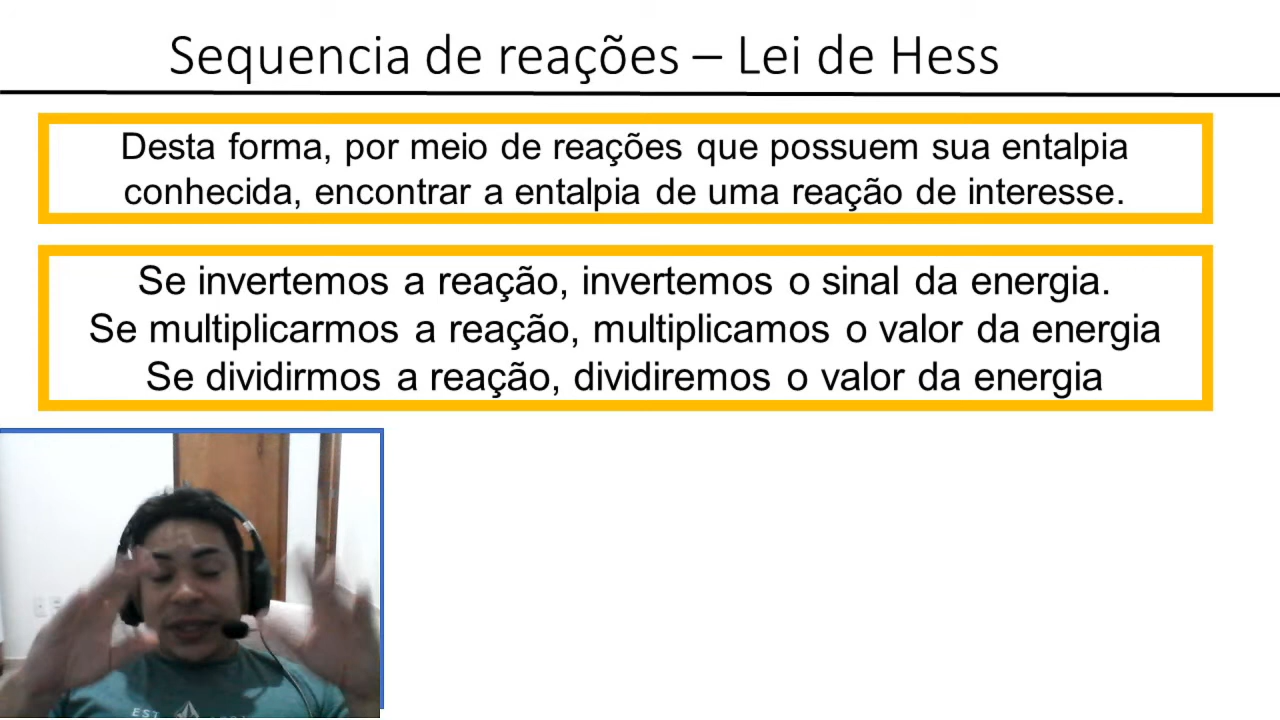 Sequencia de reações – Lei de Hess
Desta forma, por meio de reações que possuem sua entalpia
conhecida, encontrar a entalpia de uma reação de interesse.
Se invertemos a reação, invertemos o sinal da energia.
Se multiplicarmos a reação, multiplicamos o valor da energia
Se dividirmos a reação, dividiremos o valor da energia
EST